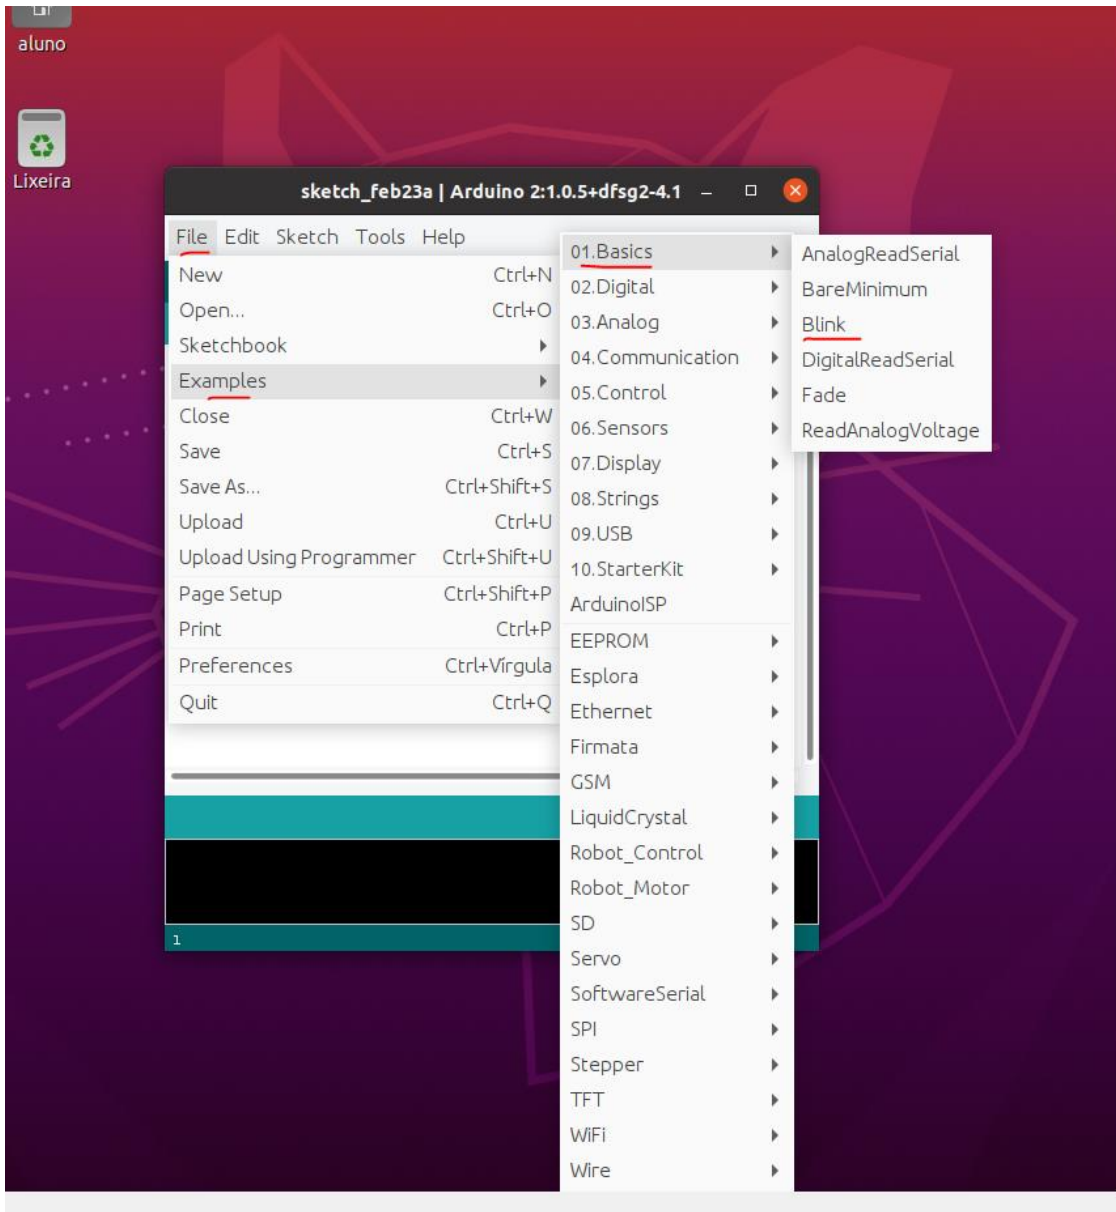 aluno
Lixeira
sketch_feb23a | Arduino 2:1.0.5+dfsg2-4.1
File Edit Sketch Tools Help
New Ctrl+N
Open... Ctrl+O
Sketchbook
Examples
Close Ctrl+W
Save Ctrl+S
Save As... Ctrl+Shift+S
Upload Ctrl+U
Upload Using Programmer Ctrl+Shift+U
Page Setup Ctrl+Shift+P
Print Ctrl+P
Preferences Ctrl+Vírgula
Quit Ctrl+Q
1
01.Basics
02.Digital
03.Analog
04.Communication
05.Control
06.Sensors
07.Display
08.Strings
09.USB
10.StarterKit
ArduinoISP
EEPROM
Esplora
Ethernet
Firmata
GSM
LiquidCrystal
Robot_Control
Robot_Motor
SD
Servo
SoftwareSerial
SPI
Stepper
TFT
WiFi
Wire
AnalogReadSerial
BareMinimum
Blink
DigitalReadSerial
Fade
ReadAnalogVoltage